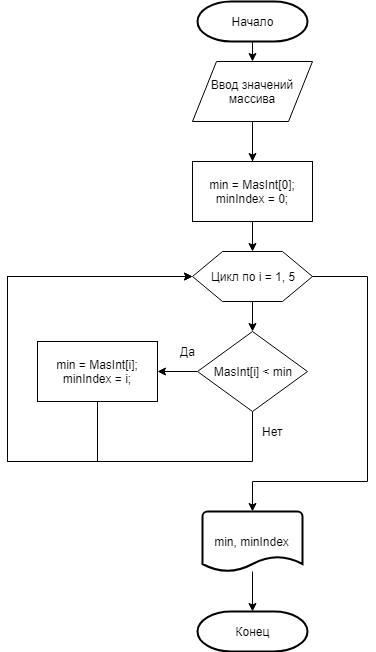 Начало
Ввод значений
массива
min = MasInt[0];
minIndex = 0;
Цикл по i = 1, 5
Да
min = MasInt[i];
minIndex = i;
MasInt[i] < min
Нет
min, minIndex
Конец